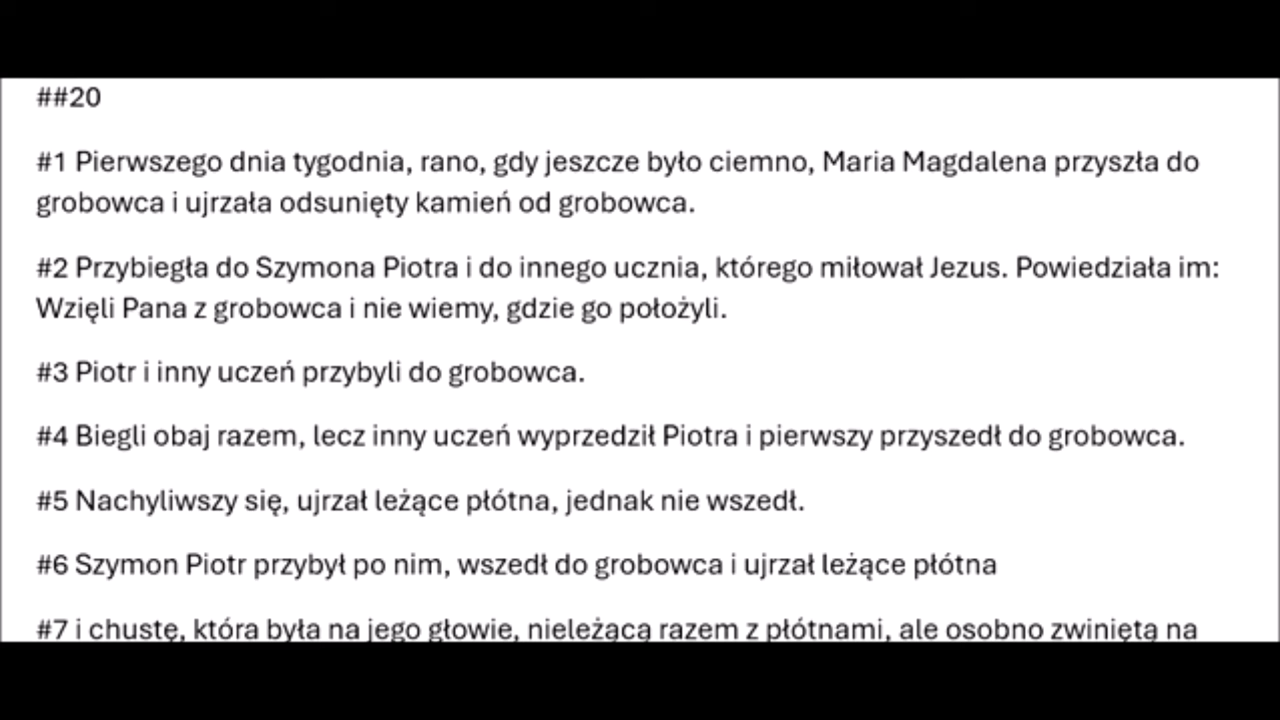 ##20
#1 Pierwszego dnia tygodnia, rano, gdy jeszcze było ciemno, Maria Magdalena przyszła do
grobowca i ujrzała odsunięty kamień od grobowca.
#2 Przybiegła do Szymona Piotra i do innego ucznia, którego miłował Jezus. Powiedziała im:
Wzięli Pana z grobowca i nie wiemy, gdzie go położyli.
#3 Piotr i inny uczeń przybyli do grobowca.
#4 Biegli obaj razem, lecz inny uczeń wyprzedził Piotra i pierwszy przyszedł do grobowca.
#5 Nachyliwszy się, ujrzał leżące płótna, jednak nie wszedł.
#6 Szymon Piotr przybył po nim, wszedł do grobowca i ujrzał leżące płótna
#7 i chustę, która była na jego głowie, nieleżącą razem z płótnami, ale osobno zwiniętą na